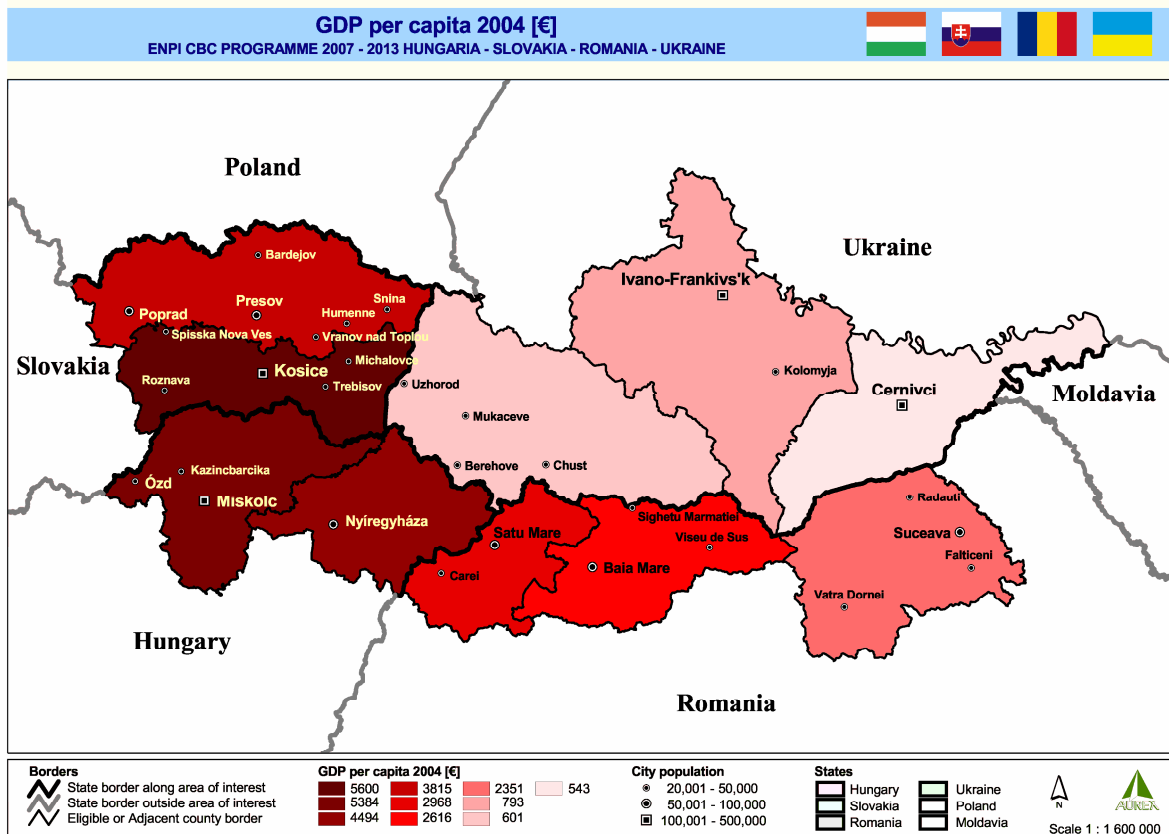 GDP per capita 2004 [€]
ENPI CBC PROGRAMME 2007 - 2013 HUNGARIA - SLOVAKIA - ROMANIA - UKRAINE
Poland
Ukraine
Slovakia
Moldavia
Hungary
Romania
Bardejov
Poprad
Presov
Snina
Humenne
Spisska Nova Ves
Vranov nad Toplou
Michalovce
Kosice
Roznava
Trebisov
Uzhorod
Mukaceve
Berehove
Chust
Ivano-Frankivs'k
Kolomyja
Cernivci
Kazincbarcika
Ózd
Miskolc
Nyíregyháza
Satu Mare
Carei
Sighetu Marmatiei
Viseu de Sus
Baia Mare
Radauti
Suceava
Falticeni
Vatra Dornei
Borders
State border along area of interest
State border outside area of interest
Eligible or Adjacent county border
GDP per capita 2004 [€]
5600 3815 2351 543
5384 2968 793
4494 2616 601
City population
20,001 - 50,000
50,001 - 100,000
100,001 - 500,000
States
Hungary Ukraine
Slovakia Poland
Romania Moldavia
N
AUREX
Scale 1 : 1 600 000